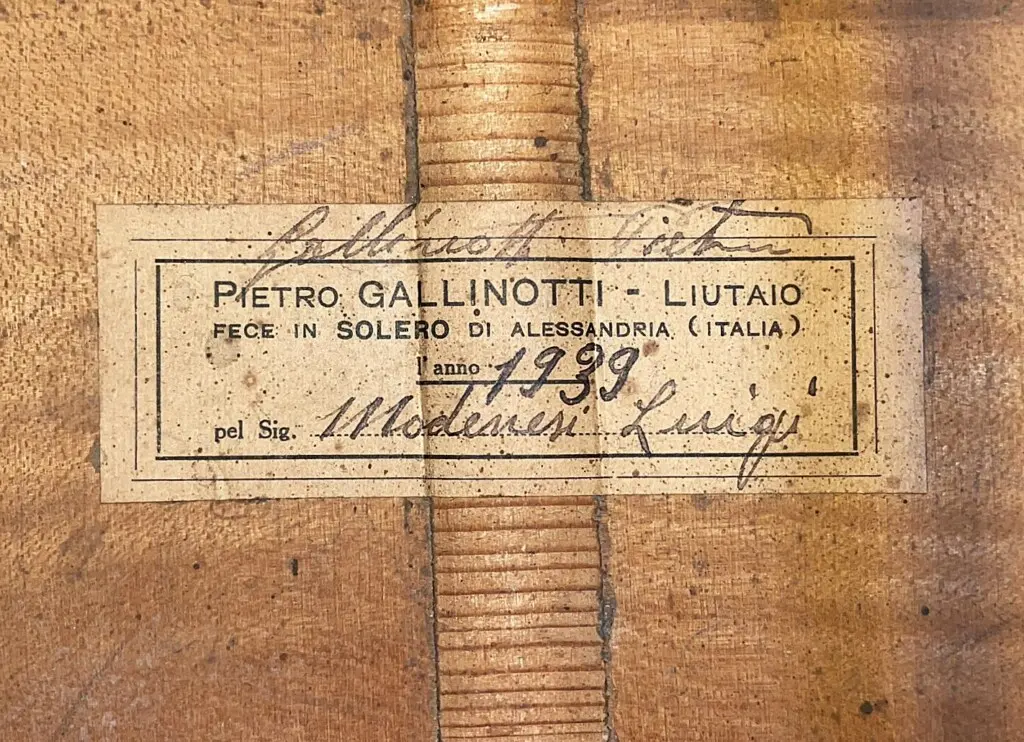 Gallinotti Pietro
PIETRO GALLINOTTI - LIUTAIO
FECE IN SOLERO DI ALESSANDRIA (ITALIA)
l'anno 1939
pel Sig. Modenesi Luigi